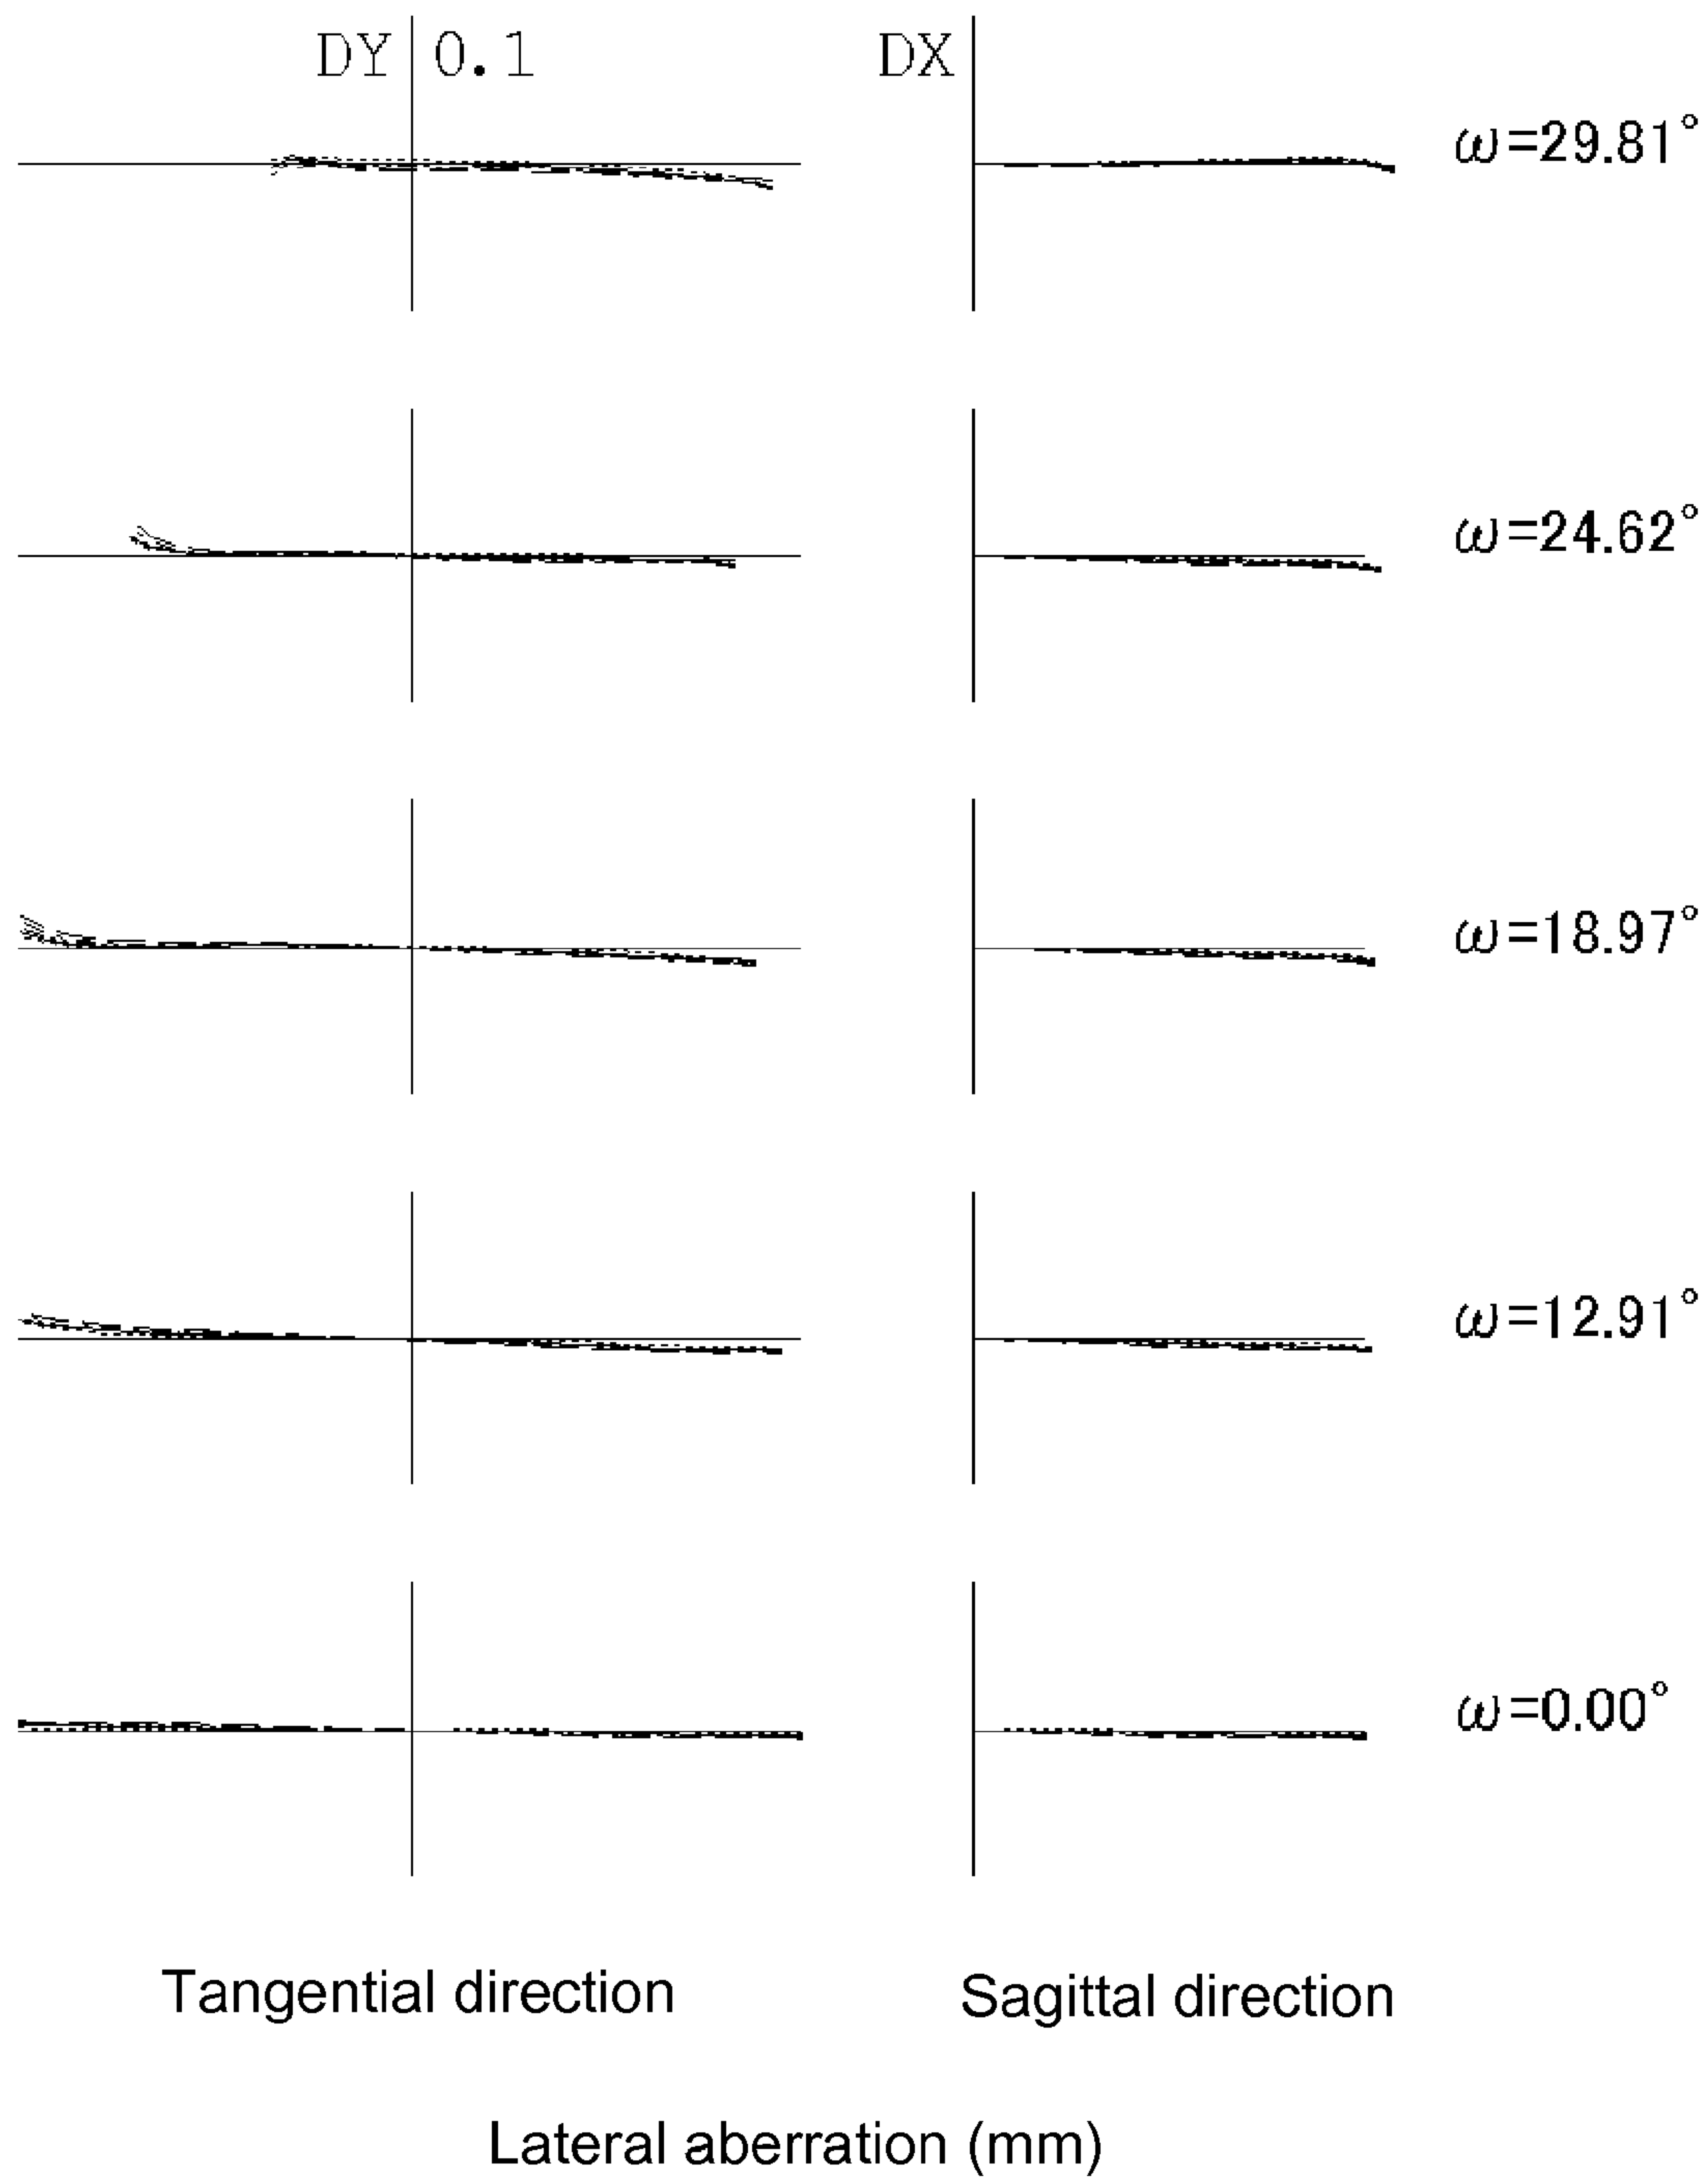 DY 0.1 DX
ω=29.81°
ω=24.62°
ω=18.97°
ω=12.91°
ω=0.00°
Tangential direction Sagittal direction
Lateral aberration (mm)